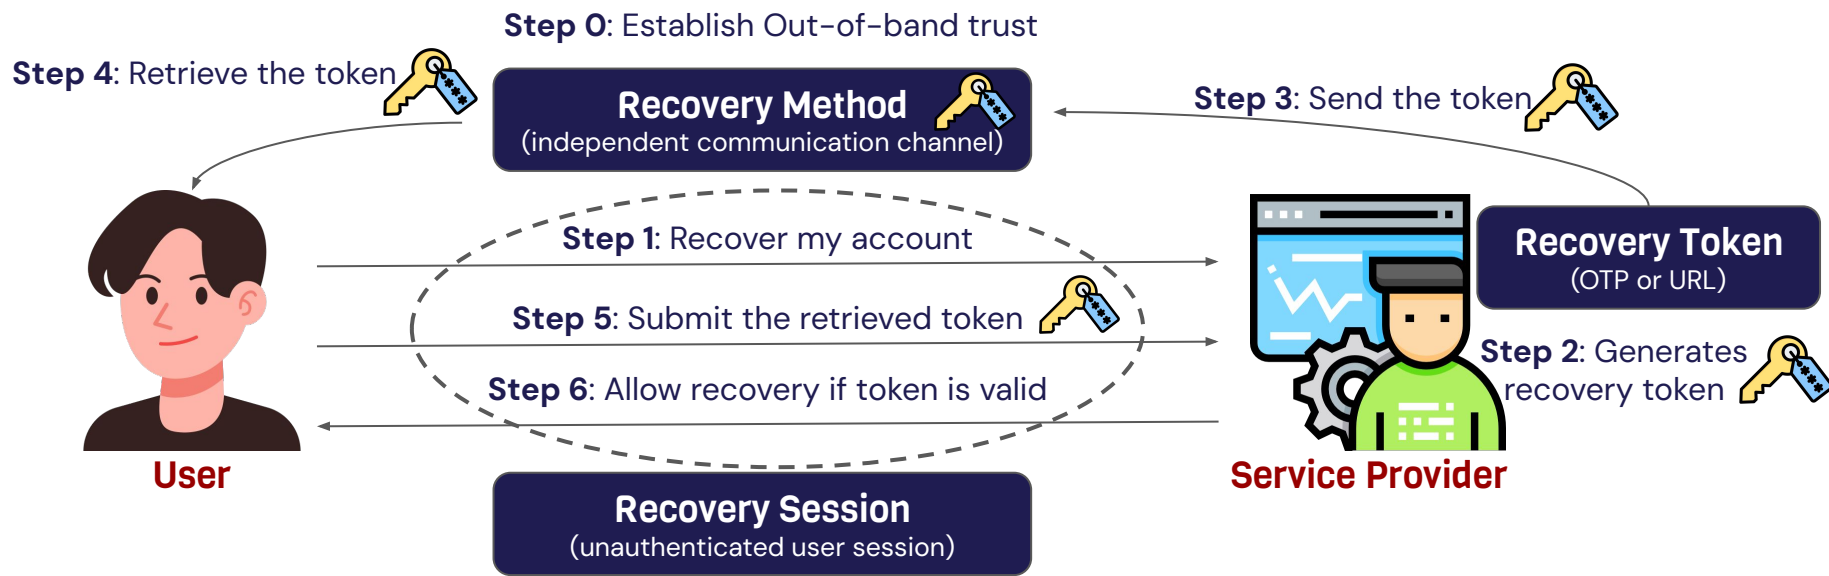 Step 0: Establish Out-of-band trust
Step 4: Retrieve the token
Recovery Method
(independent communication channel)
Step 3: Send the token
Step 1: Recover my account
Recovery Token
(OTP or URL)
Step 5: Submit the retrieved token
Step 2: Generates
recovery token
Step 6: Allow recovery if token is valid
User
Service Provider
Recovery Session
(unauthenticated user session)